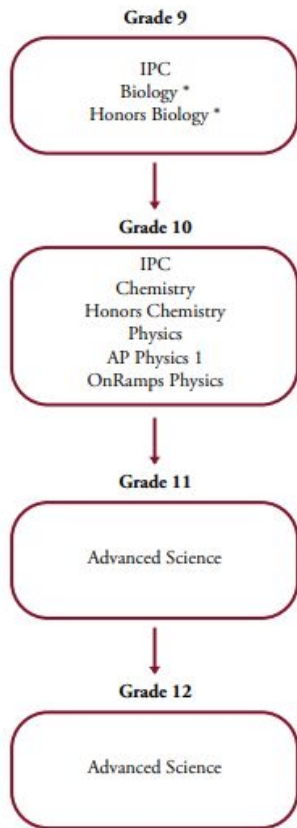 Grade 9
IPC
Biology *
Honors Biology *
Grade 10
IPC
Chemistry
Honors Chemistry
Physics
AP Physics 1
OnRamps Physics
Grade 11
Advanced Science
Grade 12
Advanced Science